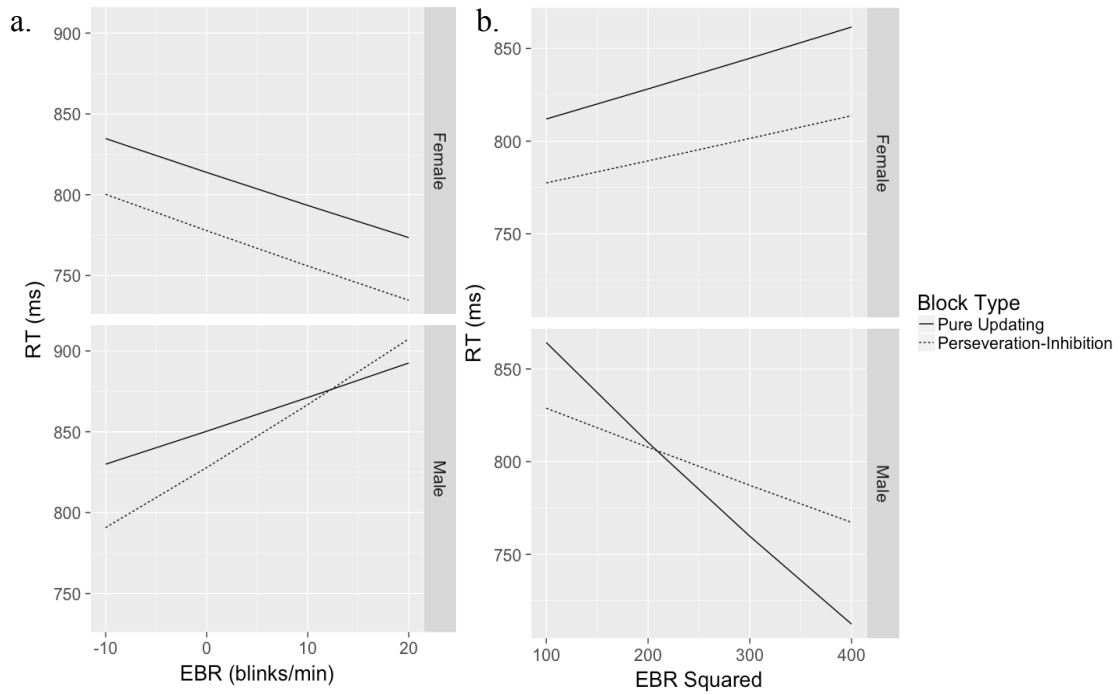 a.
900
850
800
750
Female
900
850
800
750
Male
RT (ms)
-10 0 10 20
EBR (blinks/min)
b.
850
800
750
Female
850
800
750
Male
RT (ms)
100 200 300 400
EBR Squared
Block Type
Pure Updating
Perseveration-Inhibition